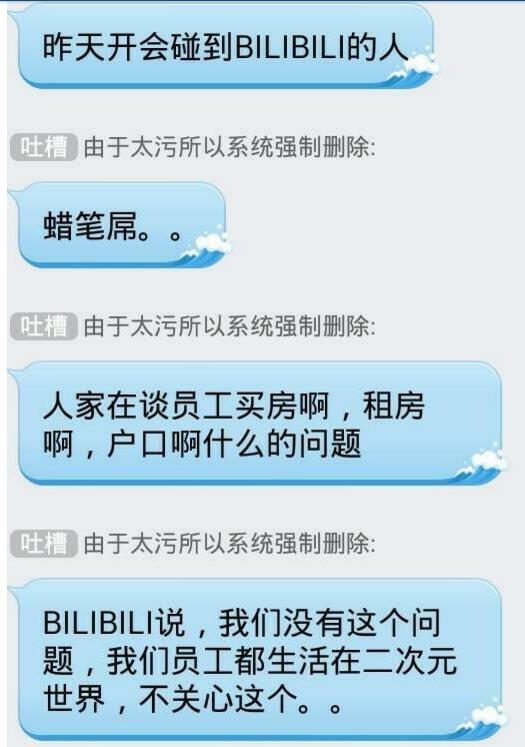 昨天开会碰到BILIBILI的人
吐槽 由于太污所以系统强制删除:
蜡笔屌。。
吐槽 由于太污所以系统强制删除:
人家在谈员工买房啊，租房
啊，户口啊什么的问题
吐槽 由于太污所以系统强制删除:
BILIBILI说，我们没有这个问
题，我们员工都生活在二次元
世界，不关心这个。。